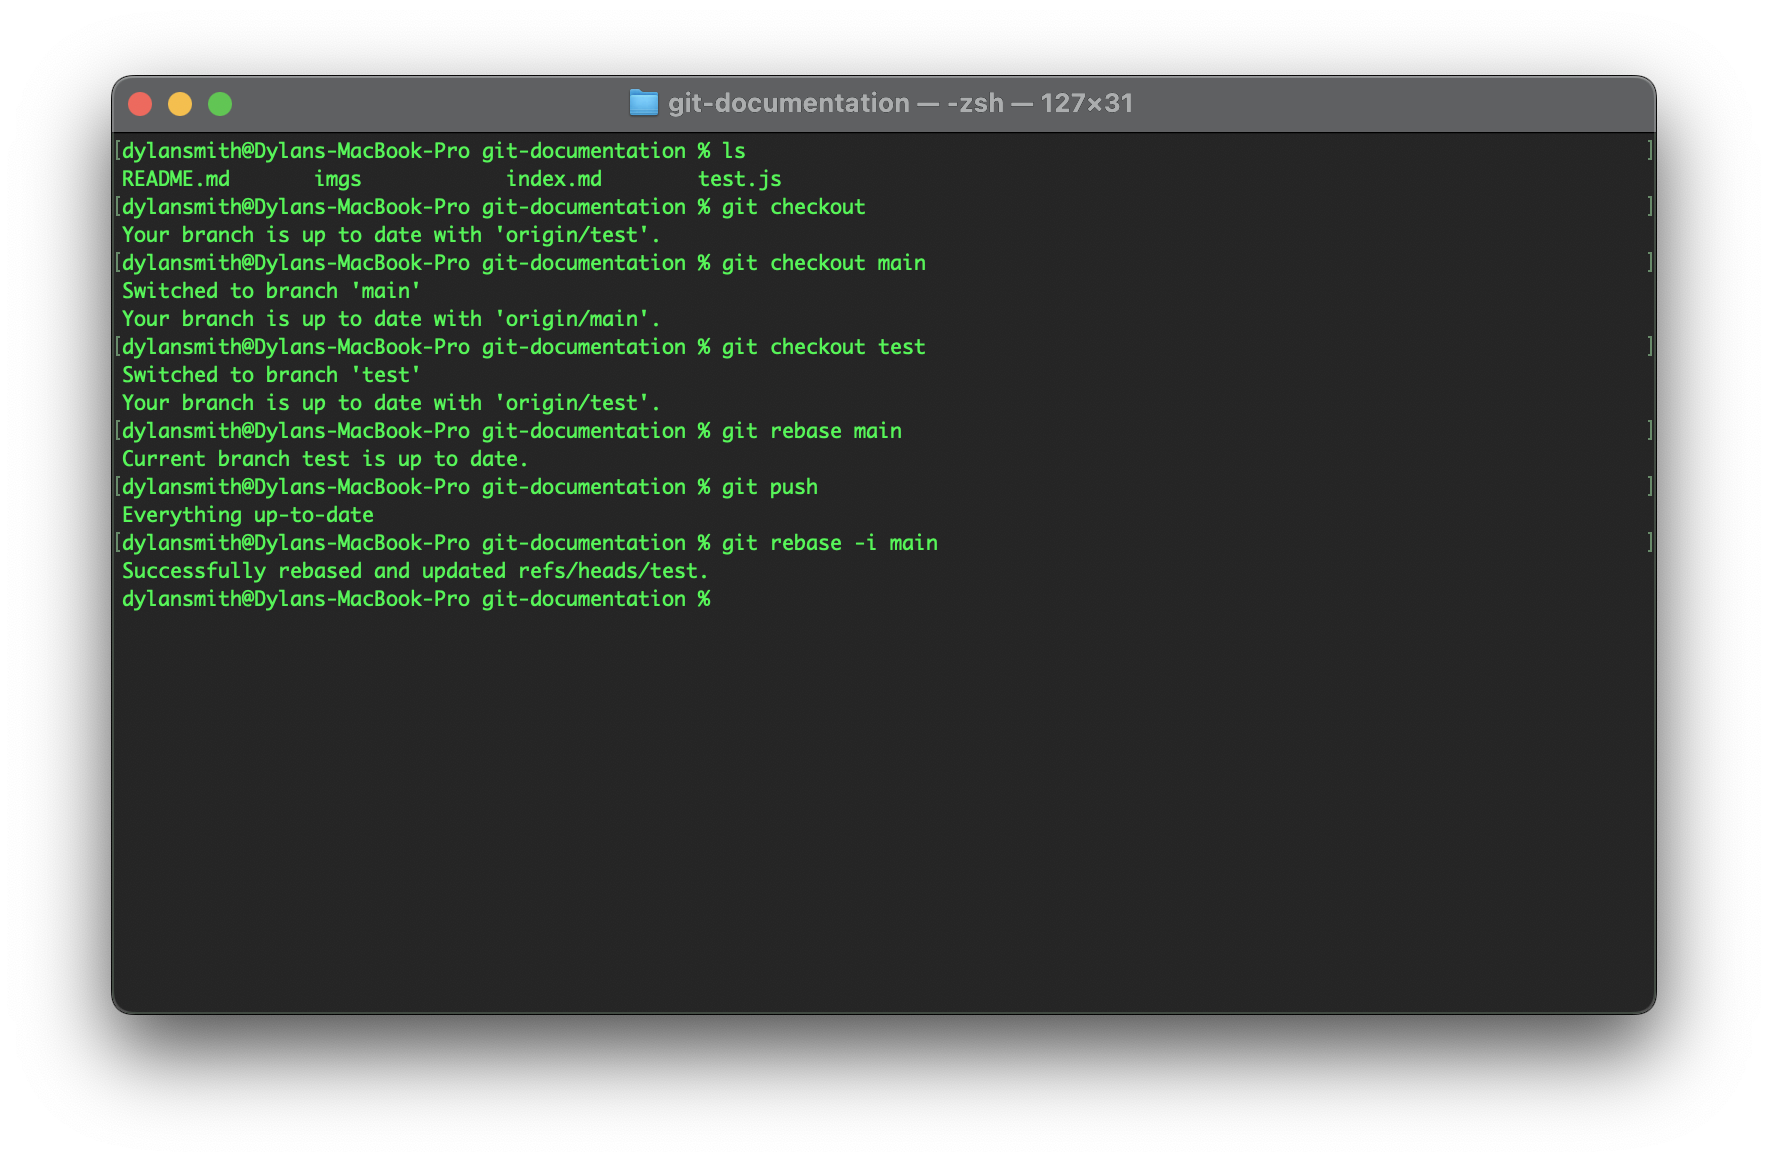 git-documentation — -zsh — 127×31
[dylansmith@Dylans-MacBook-Pro git-documentation % ls ]
README.md imgs index.md test.js
[dylansmith@Dylans-MacBook-Pro git-documentation % git checkout ]
Your branch is up to date with 'origin/test'.
[dylansmith@Dylans-MacBook-Pro git-documentation % git checkout main ]
Switched to branch 'main'
Your branch is up to date with 'origin/main'.
[dylansmith@Dylans-MacBook-Pro git-documentation % git checkout test ]
Switched to branch 'test'
Your branch is up to date with 'origin/test'.
[dylansmith@Dylans-MacBook-Pro git-documentation % git rebase main ]
Current branch test is up to date.
[dylansmith@Dylans-MacBook-Pro git-documentation % git push ]
Everything up-to-date
[dylansmith@Dylans-MacBook-Pro git-documentation % git rebase -i main ]
Successfully rebased and updated refs/heads/test.
dylansmith@Dylans-MacBook-Pro git-documentation %